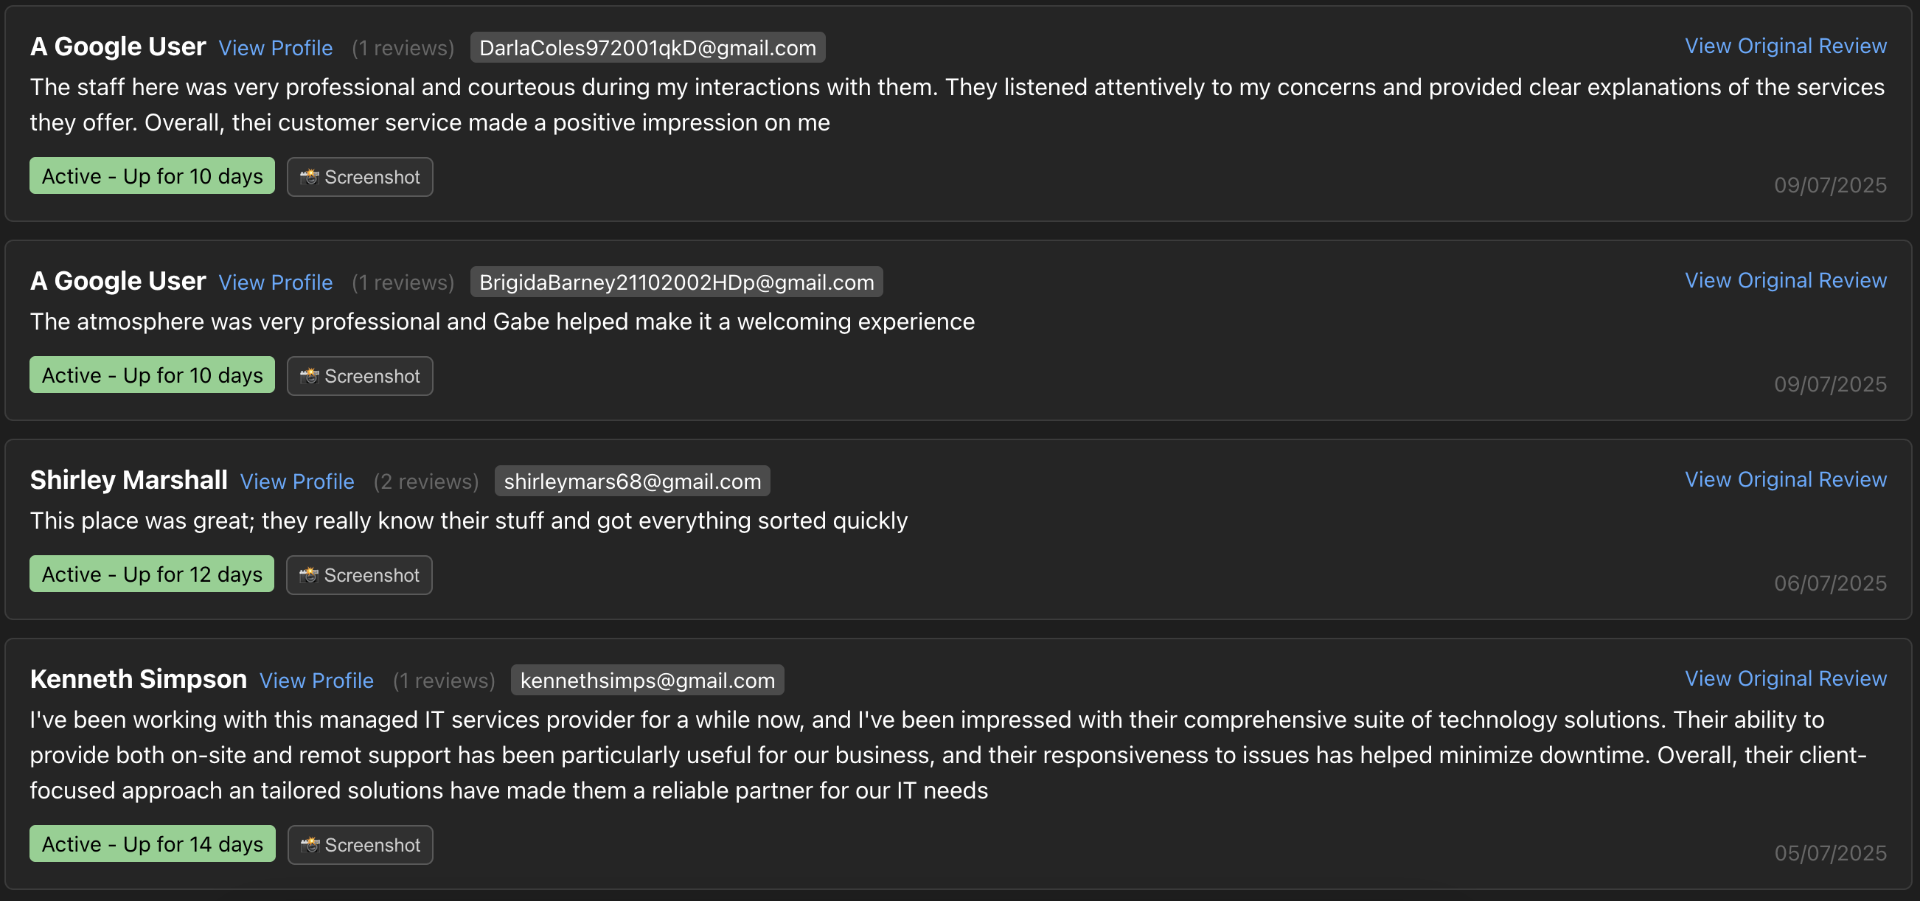 A Google User View Profile (1 reviews) DarlaColes972001qkD@gmail.com View Original Review
The staff here was very professional and courteous during my interactions with them. They listened attentively to my concerns and provided clear explanations of the services
they offer. Overall, thei customer service made a positive impression on me
Active - Up for 10 days Screenshot
09/07/2025
A Google User View Profile (1 reviews) BrigidaBarney21102002HDp@gmail.com View Original Review
The atmosphere was very professional and Gabe helped make it a welcoming experience
Active - Up for 10 days Screenshot
09/07/2025
Shirley Marshall View Profile (2 reviews) shirleymars68@gmail.com View Original Review
This place was great; they really know their stuff and got everything sorted quickly
Active - Up for 12 days Screenshot
06/07/2025
Kenneth Simpson View Profile (1 reviews) kennethsimps@gmail.com View Original Review
I've been working with this managed IT services provider for a while now, and I've been impressed with their comprehensive suite of technology solutions. Their ability to
provide both on-site and remot support has been particularly useful for our business, and their responsiveness to issues has helped minimize downtime. Overall, their client-
focused approach an tailored solutions have made them a reliable partner for our IT needs
Active - Up for 14 days Screenshot
05/07/2025